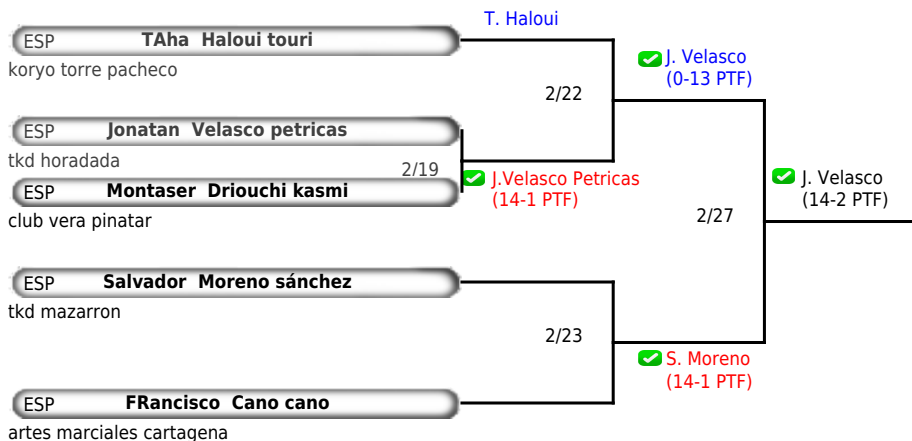 T. Haloui
ESP TAha Haloui touri
koryo torre pacheco
J. Velasco
(0-13 PTF)
2/22
ESP Jonatan Velasco petricas
tkd horadada
2/19
J.Velasco Petricas
(14-1 PTF)
J. Velasco
(14-2 PTF)
ESP Montaser Driouchi kasmi
club vera pinatar
2/27
ESP Salvador Moreno sánchez
tkd mazarron
2/23
S. Moreno
(14-1 PTF)
ESP FRancisco Cano cano
artes marciales cartagena